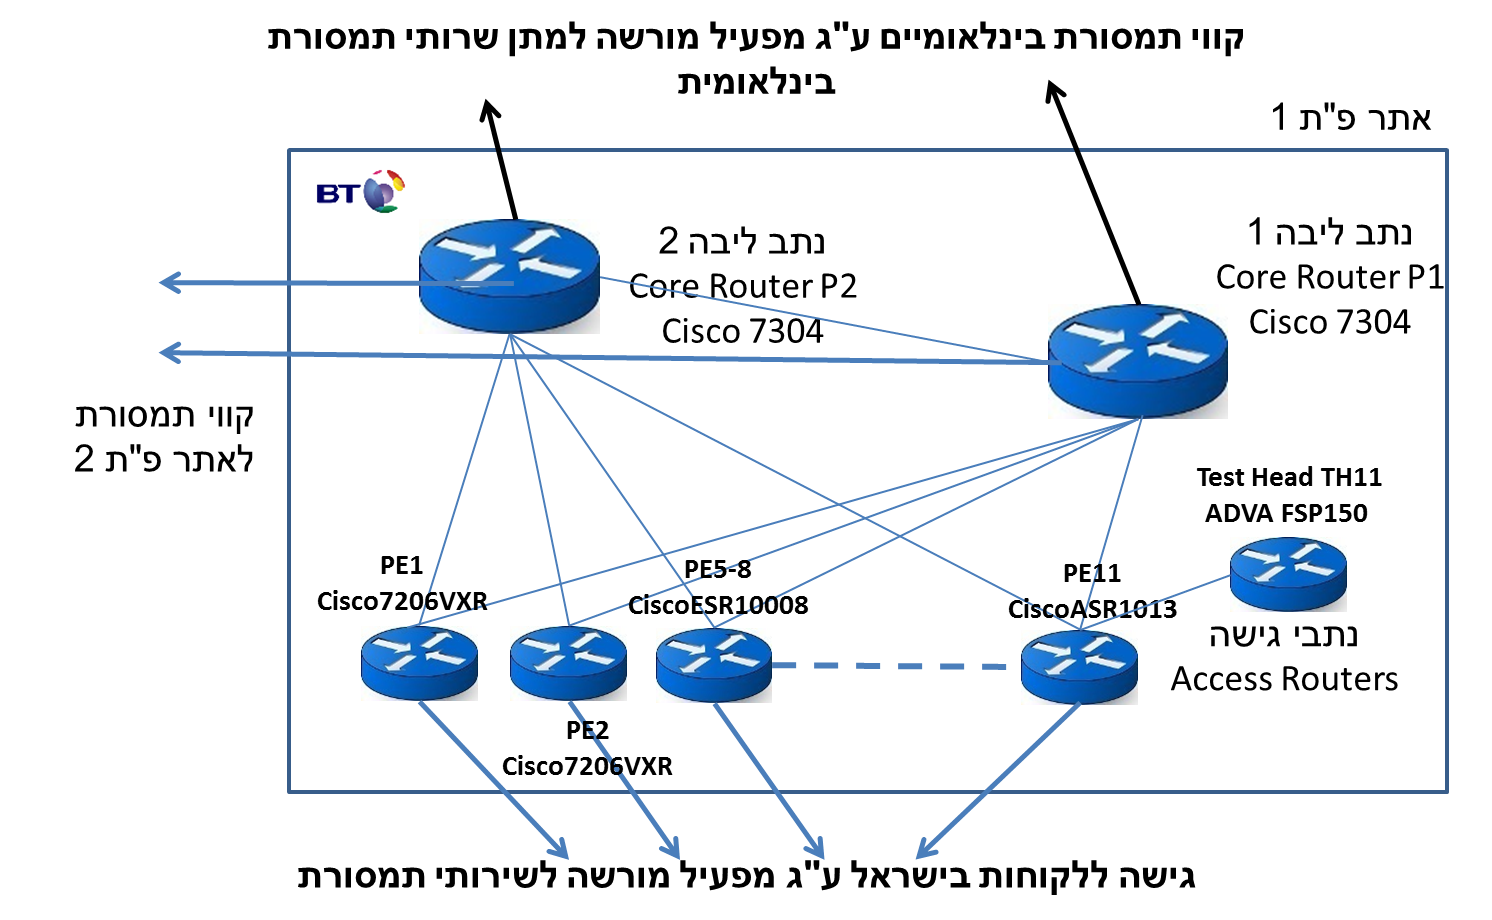 קווי תמסורת בינלאומיים ע"ג מפעיל מורשה למתן שרותי תמסורת
בינלאומית
אתר פ"ת 1
BT
נתב ליבה 2
Core Router P2
Cisco 7304
נתב ליבה 1
Core Router P1
Cisco 7304
קווי תמסורת
לאתר פ"ת 2
Test Head TH11
ADVA FSP150
PE1
Cisco7206VXR
PE5-8
CiscoESR10008
PE11
CiscoASR1013
נתבי גישה
Access Routers
PE2
Cisco7206VXR
גישה ללקוחות בישראל ע"ג מפעיל מורשה לשירותי תמסורת